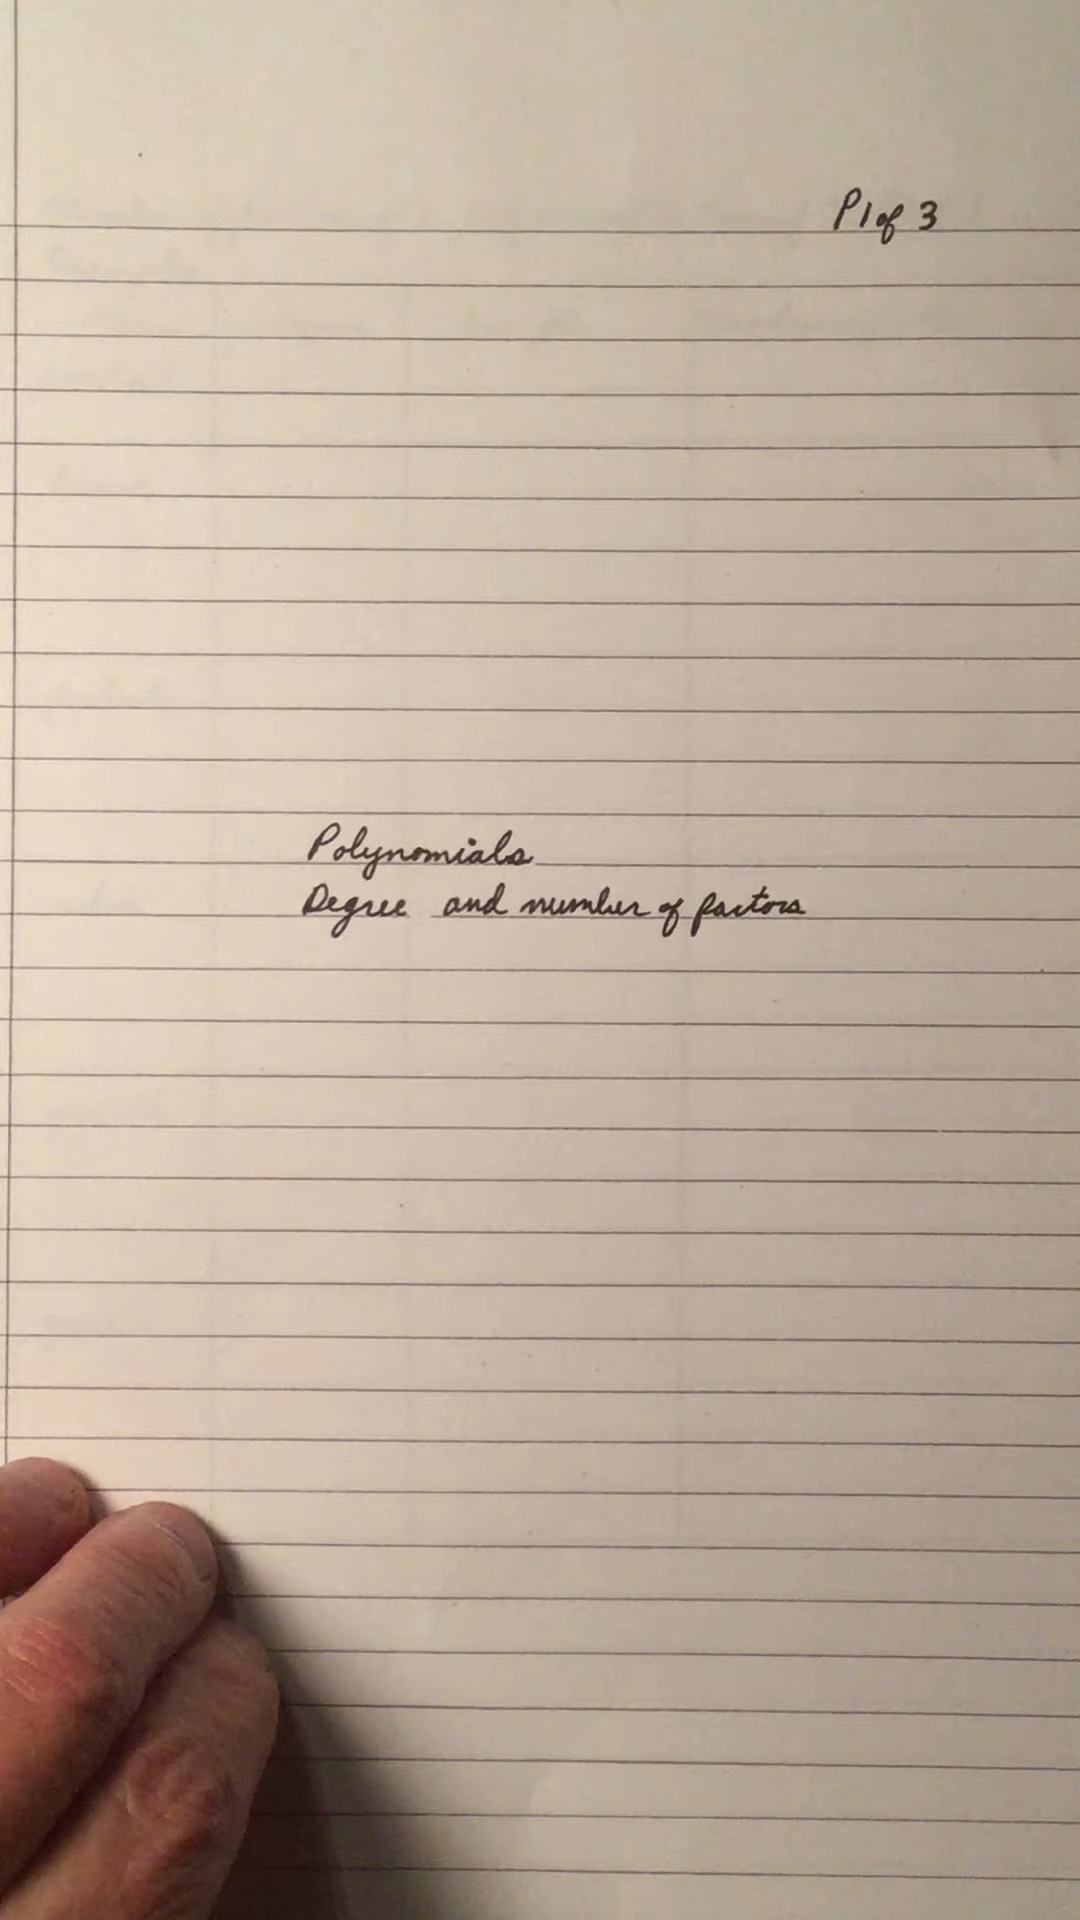 P1 of 3
Polynomials
Degree and number of factors